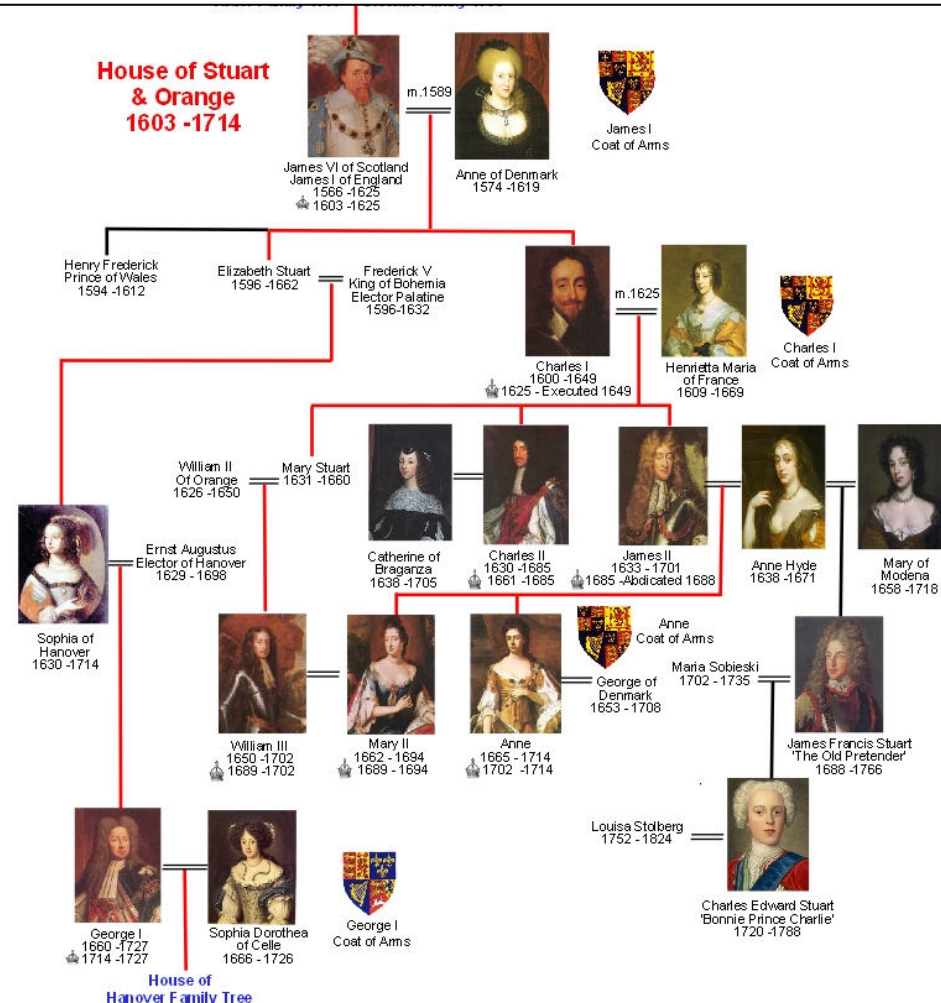 House of Stuart
& Orange
1603 -1714
m.1589
James I
Coat of Arms
James VI of Scotland
James I of England
1566 -1625
1603 -1625
Anne of Denmark
1574 -1619
Henry Frederick
Prince of Wales
1594 -1612
Elizabeth Stuart
1596 -1662
Frederick V
King of Bohemia
Elector Palatine
1596-1632
m.1625
Charles I
1600 -1649
1625 - Executed 1649
Henrietta Maria
of France
1609 -1669
Charles I
Coat of Arms
William II
Of Orange
1626 -1650
Mary Stuart
1631 -1660
Catherine of
Braganza
1638 -1705
Charles II
1630 -1685
1661 -1685
James II
1633 - 1701
1685 -Abdicated 1688
Anne Hyde
1638 -1671
Mary of
Modena
1658 -1718
Ernst Augustus
Elector of Hanover
1629 - 1698
Sophia of
Hanover
1630 -1714
Anne
Coat of Arms
William III
1650 -1702
1689 -1702
Mary II
1662 - 1694
1689 - 1694
Anne
1665 -1714
1702 -1714
George of
Denmark
1653 - 1708
Maria Sobieski
1702 - 1735
James Francis Stuart
'The Old Pretender'
1688 -1766
Louisa Stolberg
1752 - 1824
Charles Edward Stuart
'Bonnie Prince Charlie'
1720 -1788
George I
1660 -1727
1714 -1727
Sophia Dorothea
of Celle
1666 - 1726
George I
Coat of Arms
House of
Hanover Family Tree